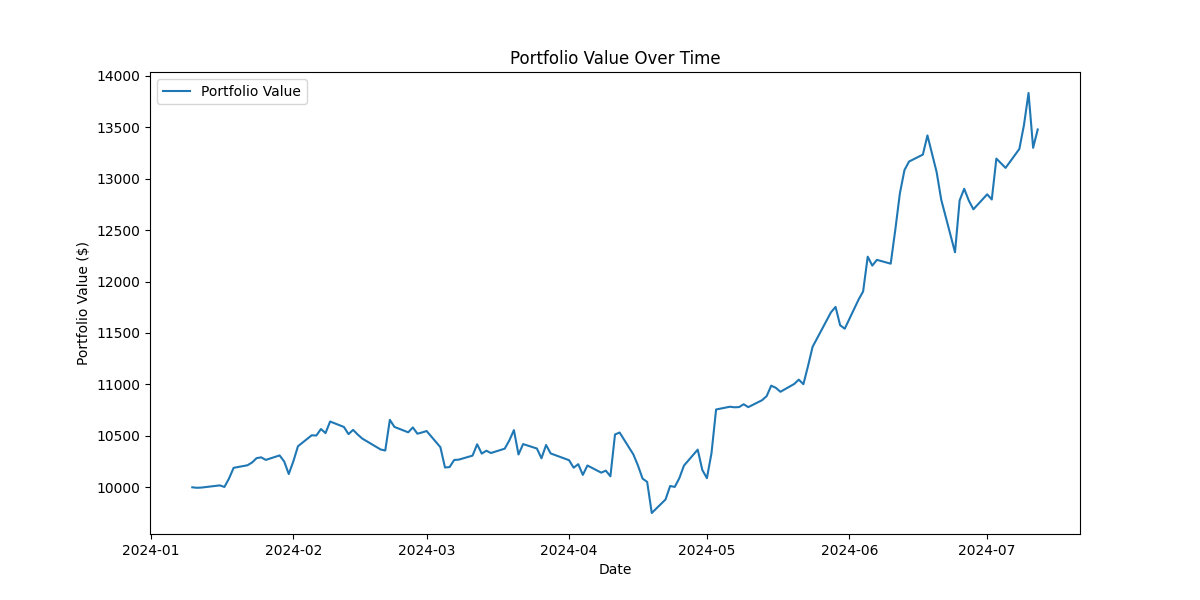 Portfolio Value Over Time
Portfolio Value
Portfolio Value ($)
14000
13500
13000
12500
12000
11500
11000
10500
10000
2024-01 2024-02 2024-03 2024-04 2024-05 2024-06 2024-07
Date